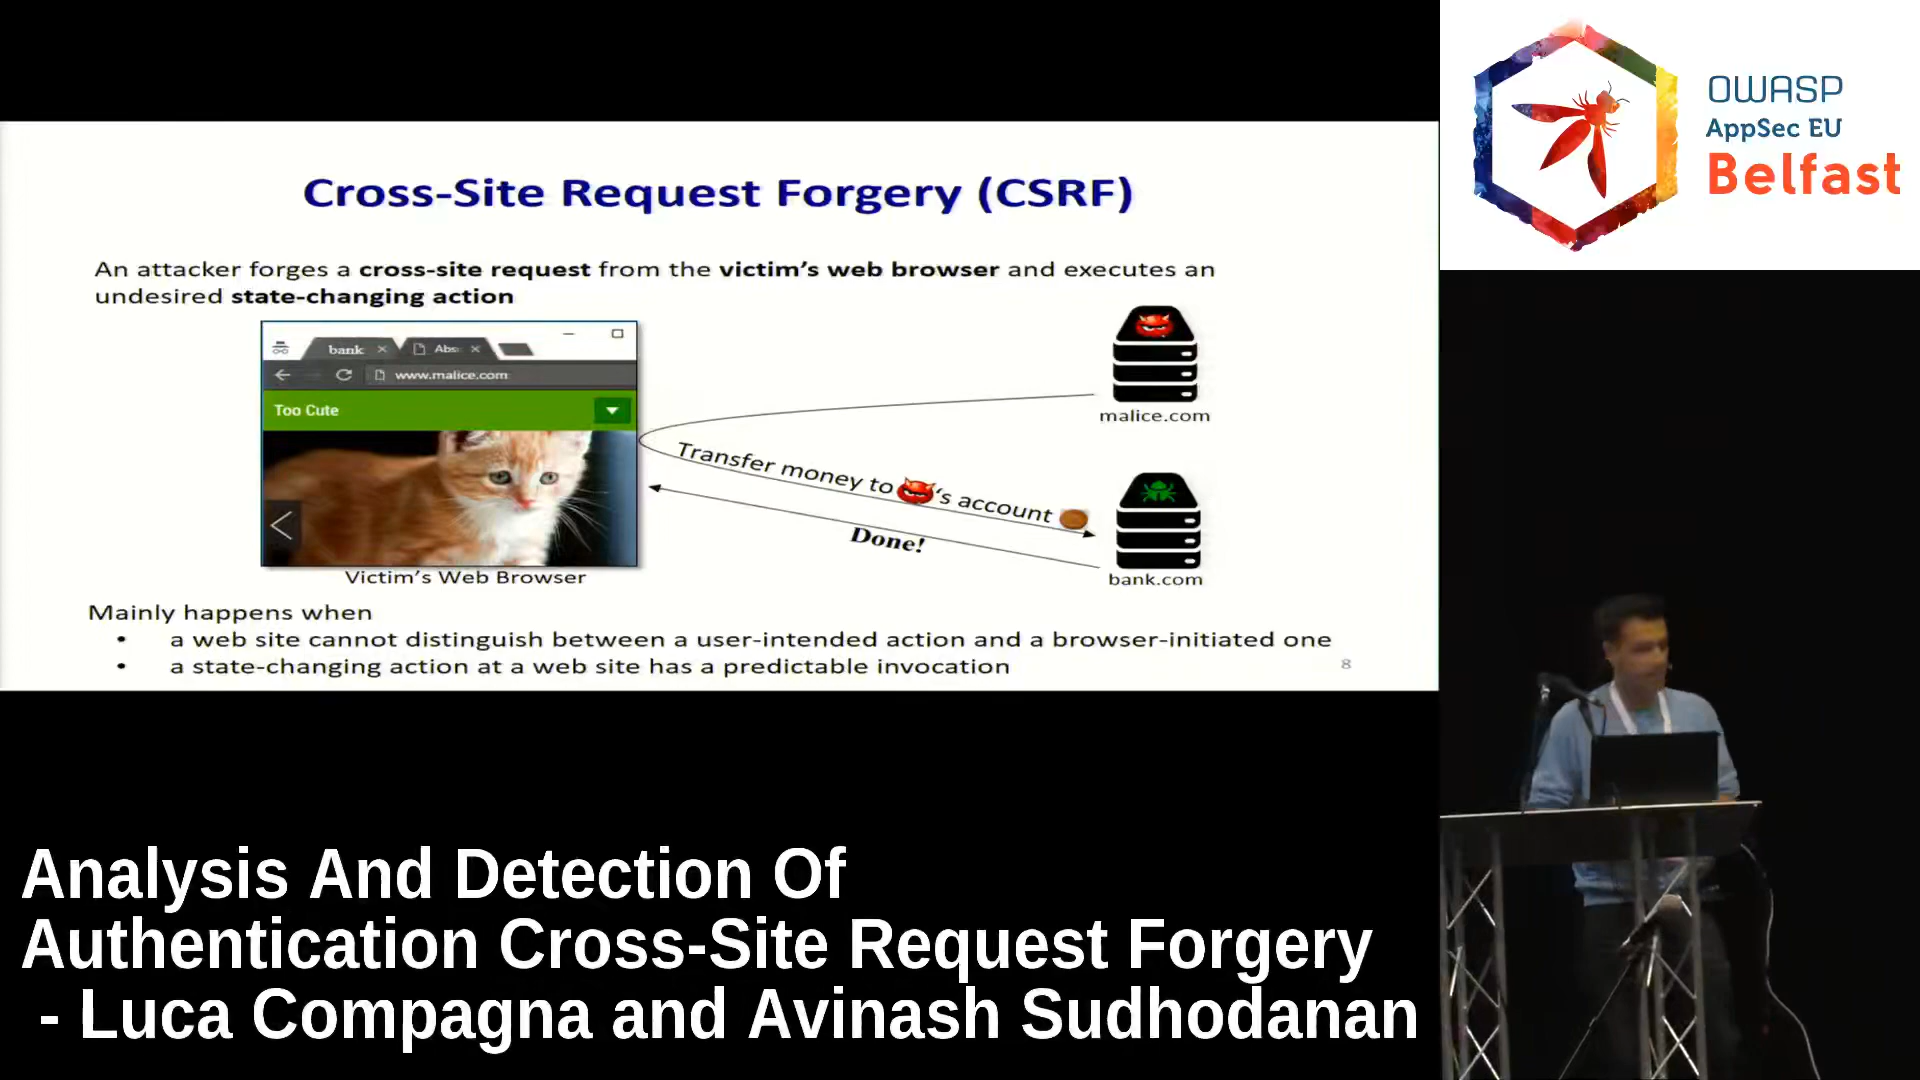 OWASP
AppSec EU
Belfast
Cross-Site Request Forgery (CSRF)
An attacker forges a cross-site request from the victim's web browser and executes an
undesired state-changing action
bank
Abs
www.malice.com
Too Cute
malice.com
Transfer money to 's account
Done!
bank.com
Victim's Web Browser
Mainly happens when
• a web site cannot distinguish between a user-intended action and a browser-initiated one
• a state-changing action at a web site has a predictable invocation
8
Analysis And Detection Of
Authentication Cross-Site Request Forgery
- Luca Compagna and Avinash Sudhodanan